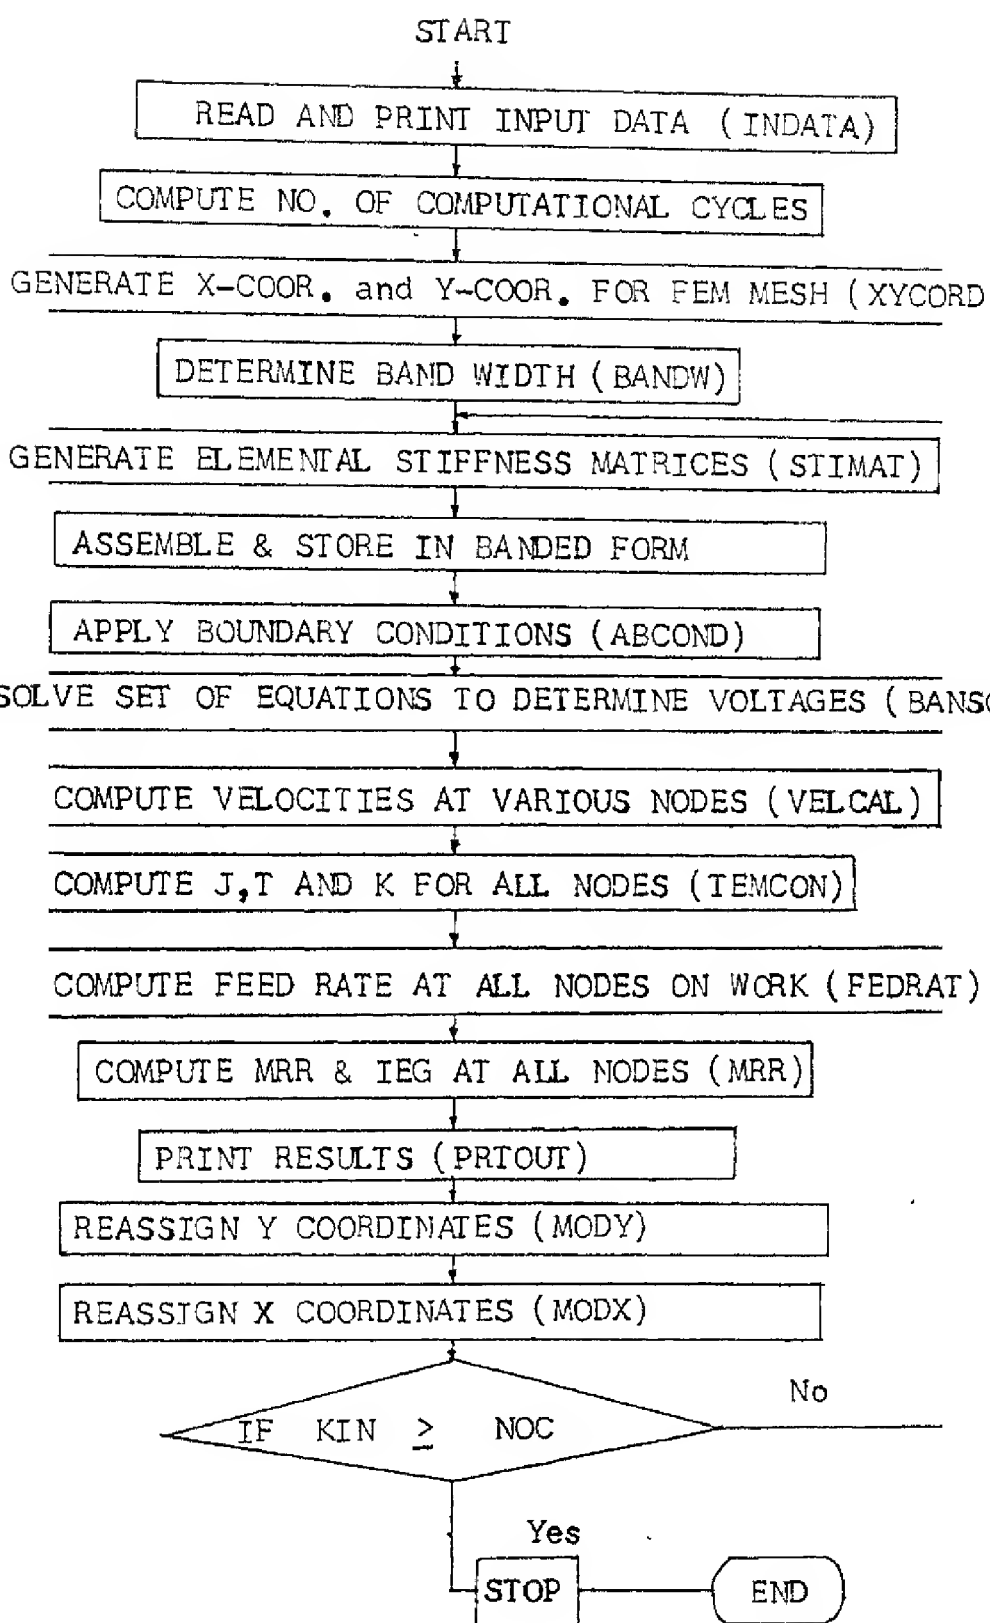 START
READ AND PRINT INPUT DATA (INDATA)
COMPUTE NO. OF COMPUTATIONAL CYCLES
GENERATE X-COOR. and Y-COOR. FOR FEM MESH (XYCORD
DETERMINE BAND WIDTH (BANDW)
GENERATE ELEMENTAL STIFFNESS MATRICES (STIMAT)
ASSEMBLE & STORE IN BANDED FORM
APPLY BOUNDARY CONDITIONS (ABCOND)
SOLVE SET OF EQUATIONS TO DETERMINE VOLTAGES (BANSO
COMPUTE VELOCITIES AT VARIOUS NODES (VELCAL)
COMPUTE J,T AND K FOR ALL NODES (TEMCON)
COMPUTE FEED RATE AT ALL NODES ON WORK (FEDRAT)
COMPUTE MRR & IEG AT ALL NODES (MRR)
PRINT RESULTS (PRTOUT)
REASSIGN Y COORDINATES (MODY)
REASSIGN X COORDINATES (MODX)
No
IF KIN ≥ NOC
Yes
STOP END